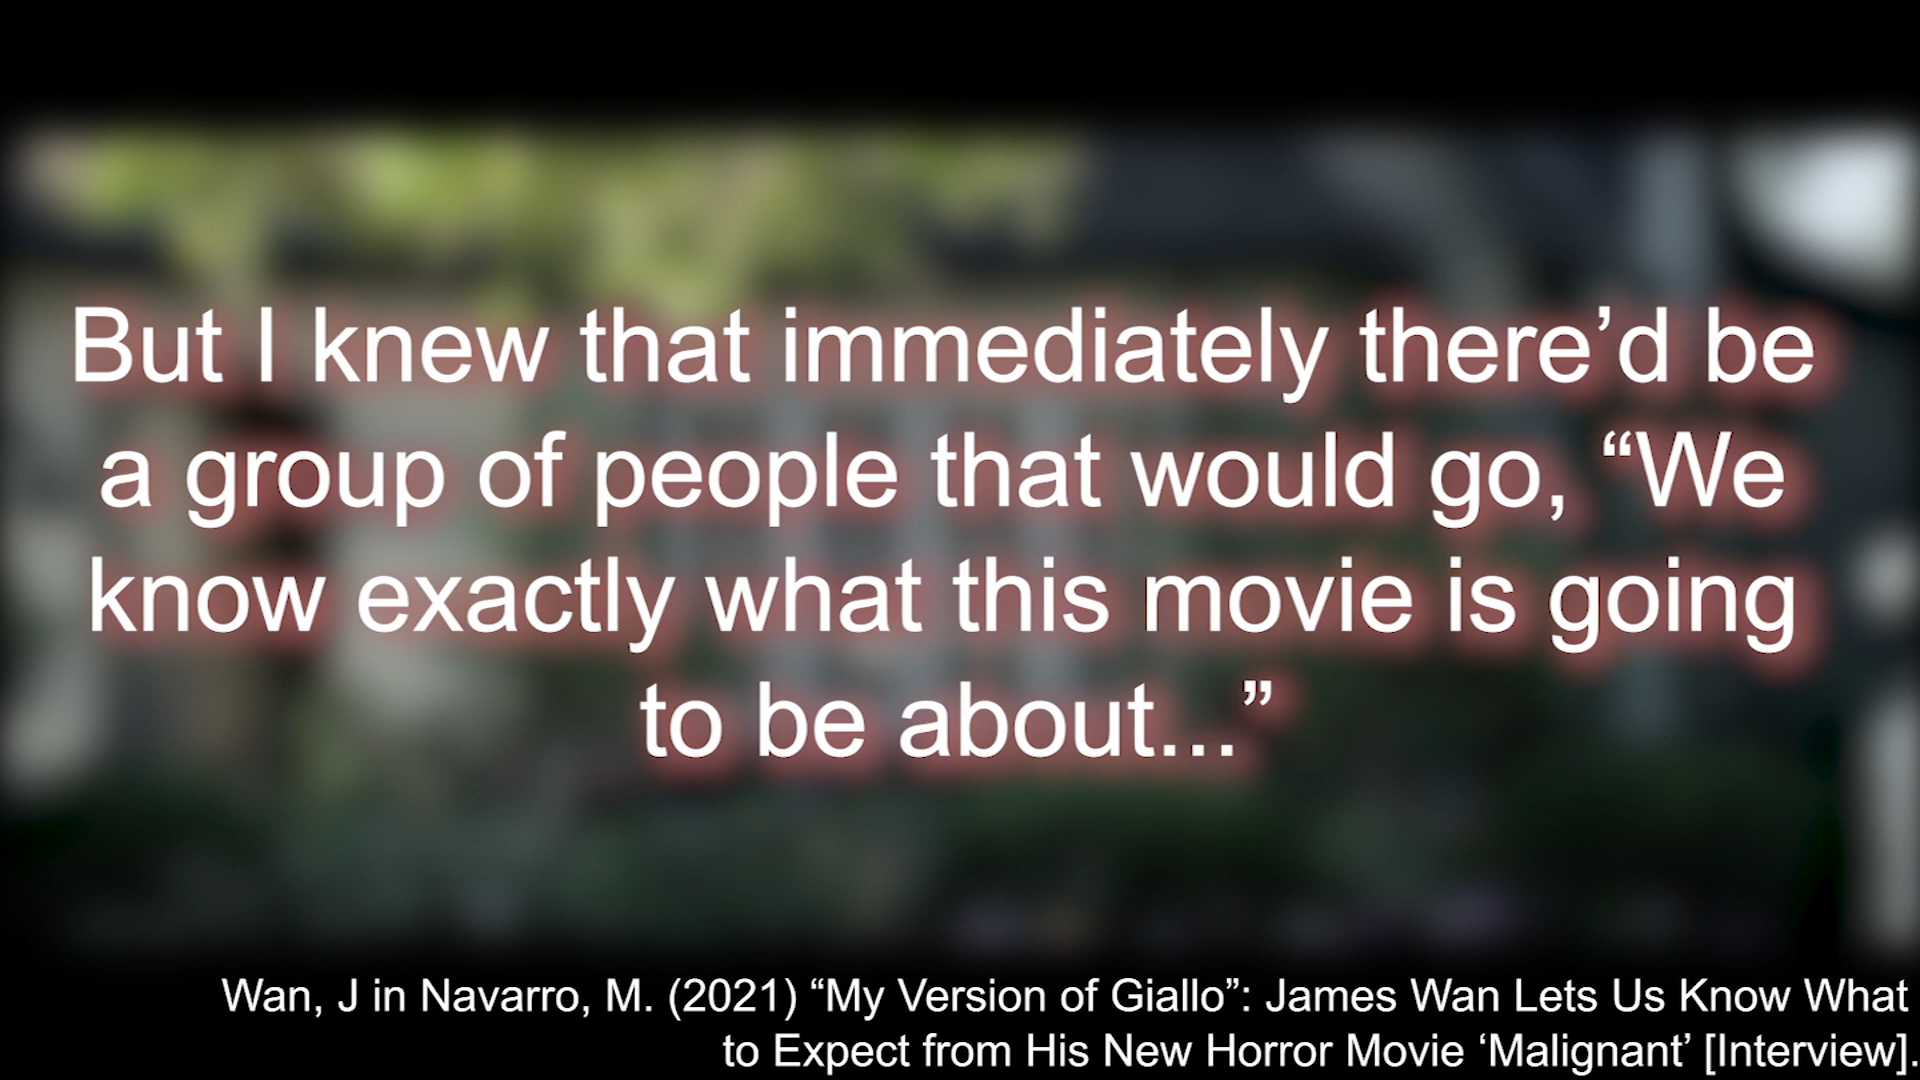 But I knew that immediately there’d be
a group of people that would go, “We
know exactly what this movie is going
to be about...”
Wan, J in Navarro, M. (2021) “My Version of Giallo”: James Wan Lets Us Know What
to Expect from His New Horror Movie ‘Malignant’ [Interview].